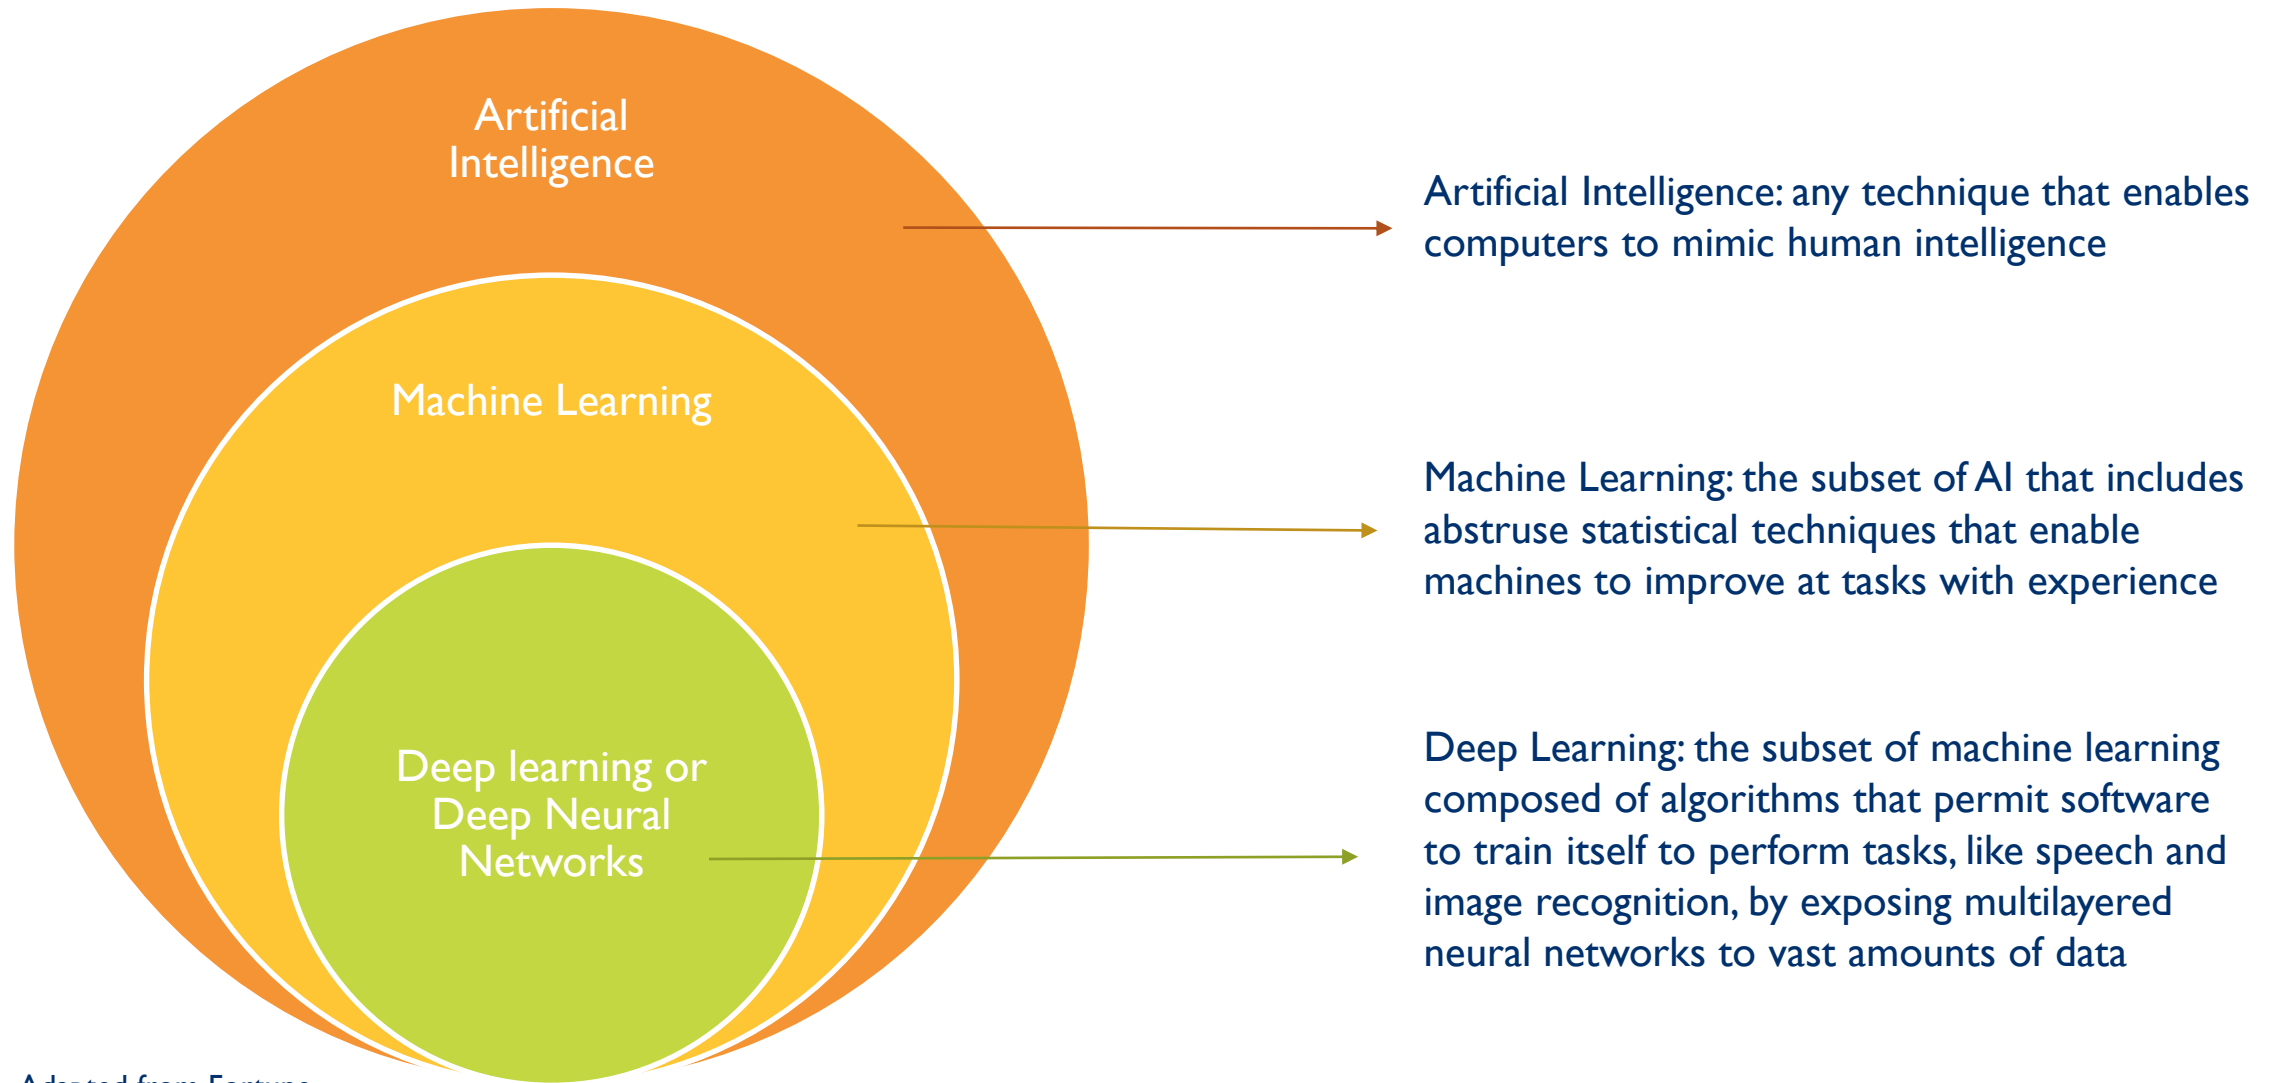 Artificial
Intelligence
Artificial Intelligence: any technique that enables
computers to mimic human intelligence
Machine Learning
Machine Learning: the subset of AI that includes
abstruse statistical techniques that enable
machines to improve at tasks with experience
Deep learning or
Deep Neural
Networks
Deep Learning: the subset of machine learning
composed of algorithms that permit software
to train itself to perform tasks, like speech and
image recognition, by exposing multilayered
neural networks to vast amounts of data
Adapted from Fortune